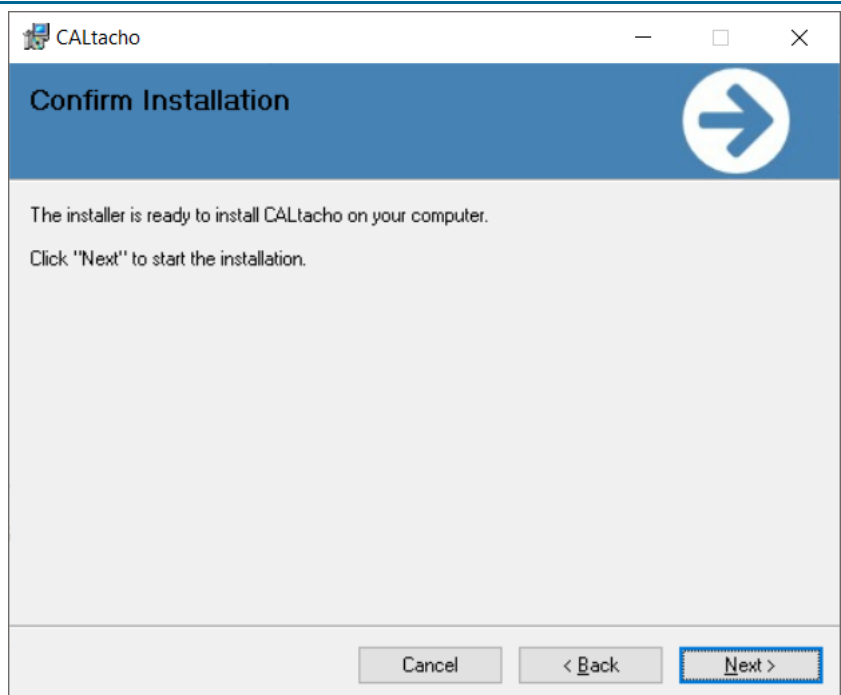 CALtacho
Confirm Installation
The installer is ready to install CALtacho on your computer.
Click "Next" to start the installation.
Cancel
< Back
Next >